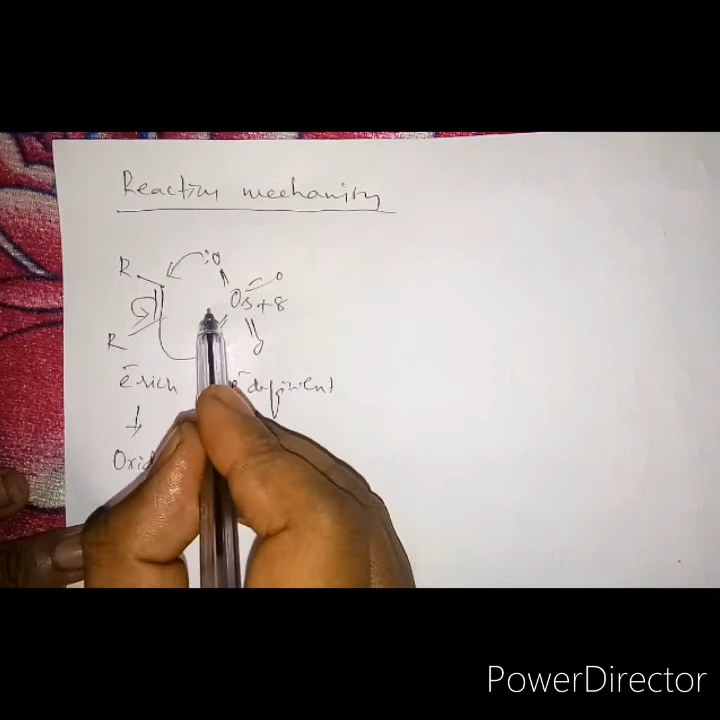 Reaction mechanism
R :O O
Os +8
R O
e- rich e- deficient
Oxid
PowerDirector